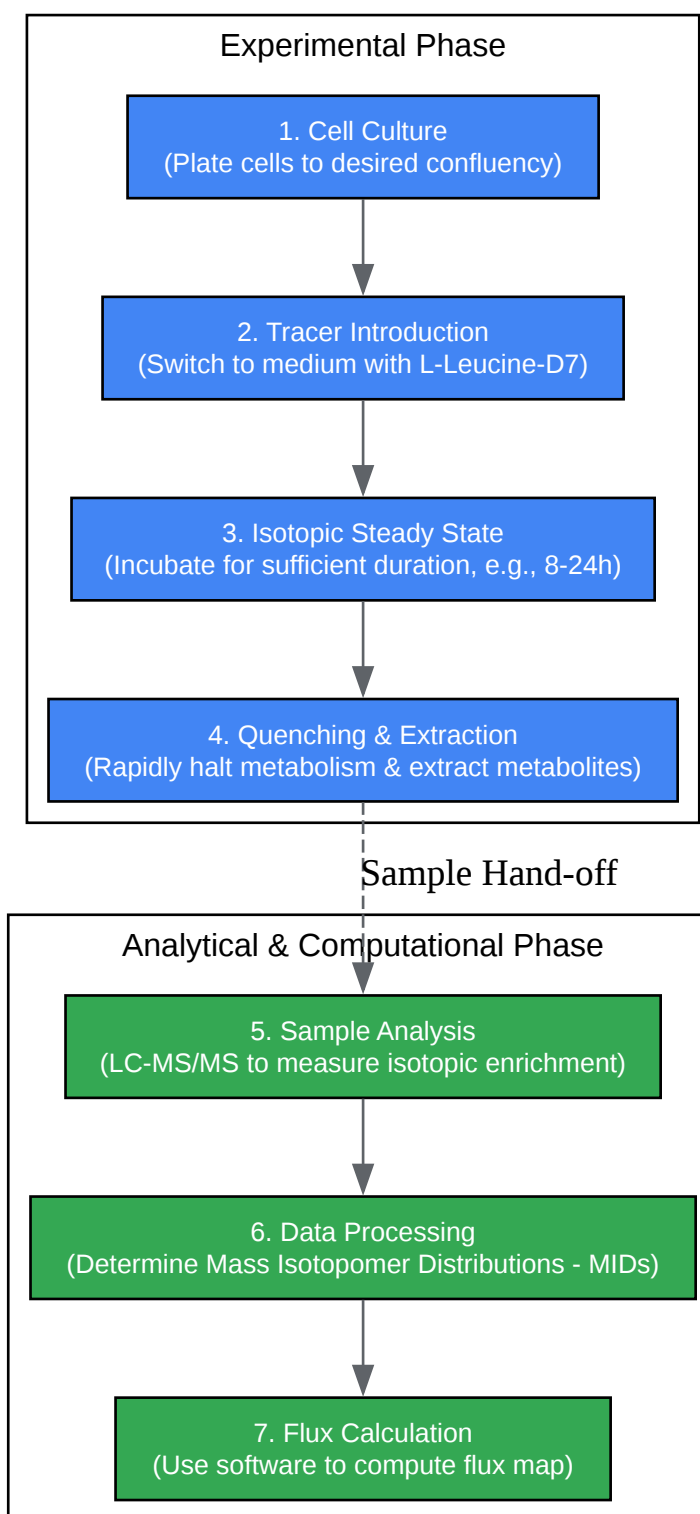 Experimental Phase
1. Cell Culture
(Plate cells to desired confluency)
2. Tracer Introduction
(Switch to medium with L-Leucine-D7)
3. Isotopic Steady State
(Incubate for sufficient duration, e.g., 8-24h)
4. Quenching & Extraction
(Rapidly halt metabolism & extract metabolites)
Sample Hand-off
Analytical & Computational Phase
5. Sample Analysis
(LC-MS/MS to measure isotopic enrichment)
6. Data Processing
(Determine Mass Isotopomer Distributions - MIDs)
7. Flux Calculation
(Use software to compute flux map)